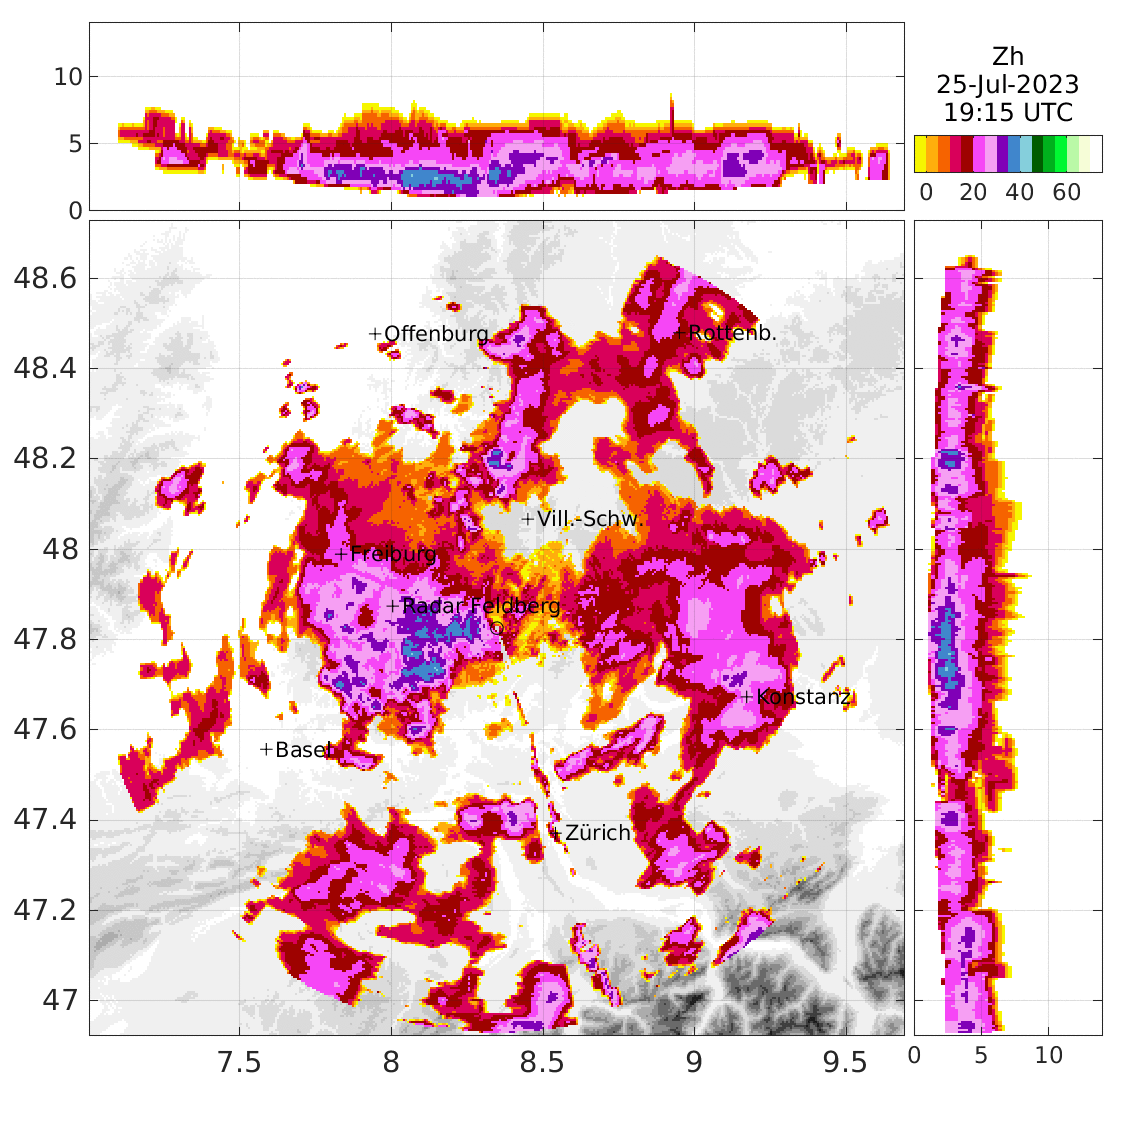 Zh
25-Jul-2023
19:15 UTC
10
5
0
0 20 40 60
48.6
48.4
48.2
48
47.8
47.6
47.4
47.2
47
+Offenburg
+Rottenb.
+Vill.-Schw.
+Freiburg
+Radar Feldberg
+Konstanz
+Basel
+Zürich
7.5 8 8.5 9 9.5
0 5 10